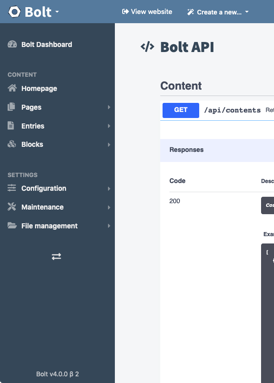 Bolt
View website
Create a new...
Bolt Dashboard
CONTENT
Homepage
Pages
Entries
Blocks
SETTINGS
Configuration
Maintenance
File management
Bolt v4.0.0 β 2
</> Bolt API
Content
GET /api/contents Ret
Responses
Code Desc
200 Co
Exa
{